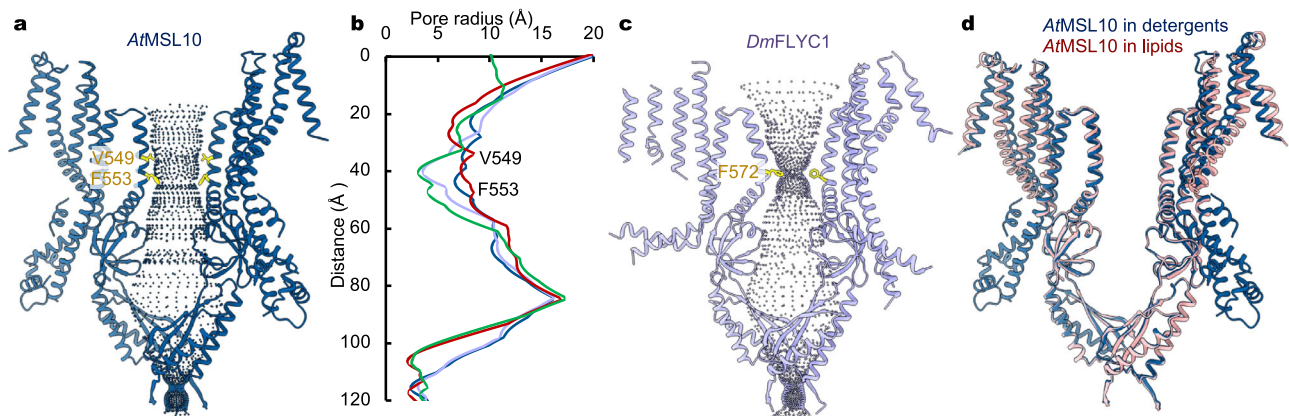 a
AtMSL10
V549
F553
b
Pore radius (Å)
0 5 10 15 20
0
20
40
60
80
100
120
Distance (Å)
V549
F553
c
DmFLYC1
F572
d
AtMSL10 in detergents
AtMSL10 in lipids